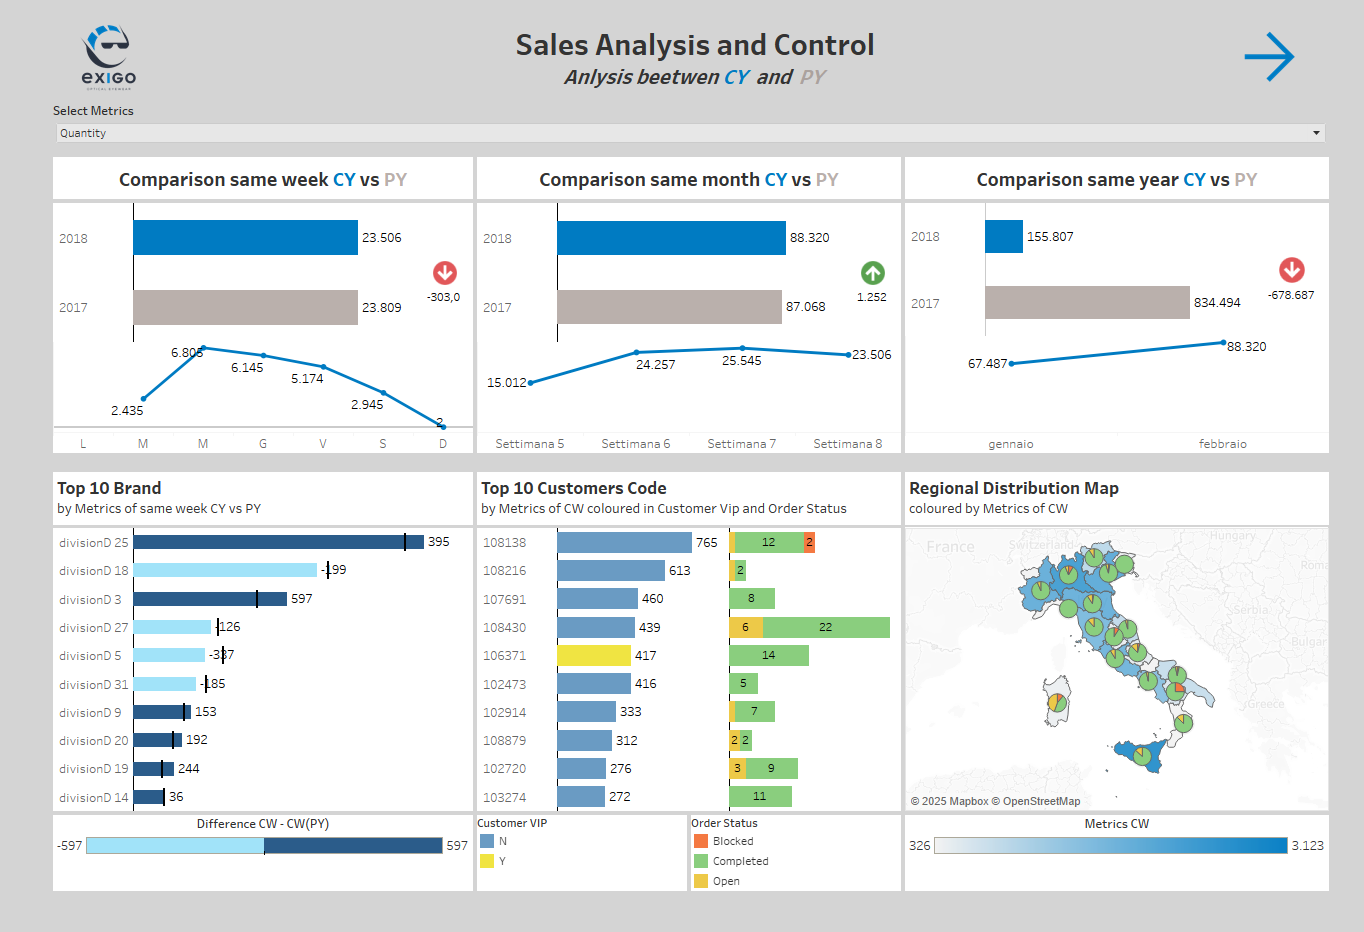 EXIGO
OPTICAL EYEWEAR
Sales Analysis and Control
Anlysis beetwen CY and PY
Select Metrics
Quantity
Comparison same week CY vs PY
2018
23.506
2017
23.809
-303,0
6.805
6.145
5.174
2.435
2.945
2
L M M G V S D
Comparison same month CY vs PY
2018
88.320
2017
87.068
1.252
15.012
24.257
25.545
23.506
Settimana 5 Settimana 6 Settimana 7 Settimana 8
Comparison same year CY vs PY
2018
155.807
2017
834.494
-678.687
67.487
88.320
gennaio febbraio
Top 10 Brand
by Metrics of same week CY vs PY
divisionD 25 395
divisionD 18 -199
divisionD 3 597
divisionD 27 -126
divisionD 5 -337
divisionD 31 -185
divisionD 9 153
divisionD 20 192
divisionD 19 244
divisionD 14 36
Difference CW - CW(PY)
-597 597
Top 10 Customers Code
by Metrics of CW coloured in Customer Vip and Order Status
108138 765 12 2
108216 613 2
107691 460 8
108430 439 6 22
106371 417 14
102473 416 5
102914 333 7
108879 312 2 2
102720 276 3 9
103274 272 11
Customer VIP
N
Y
Order Status
Blocked
Completed
Open
Regional Distribution Map
coloured by Metrics of CW
France
Switzerland
Hungary
Roma
Serbia
Bulgar
Greece
© 2025 Mapbox © OpenStreetMap
Metrics CW
326 3.123